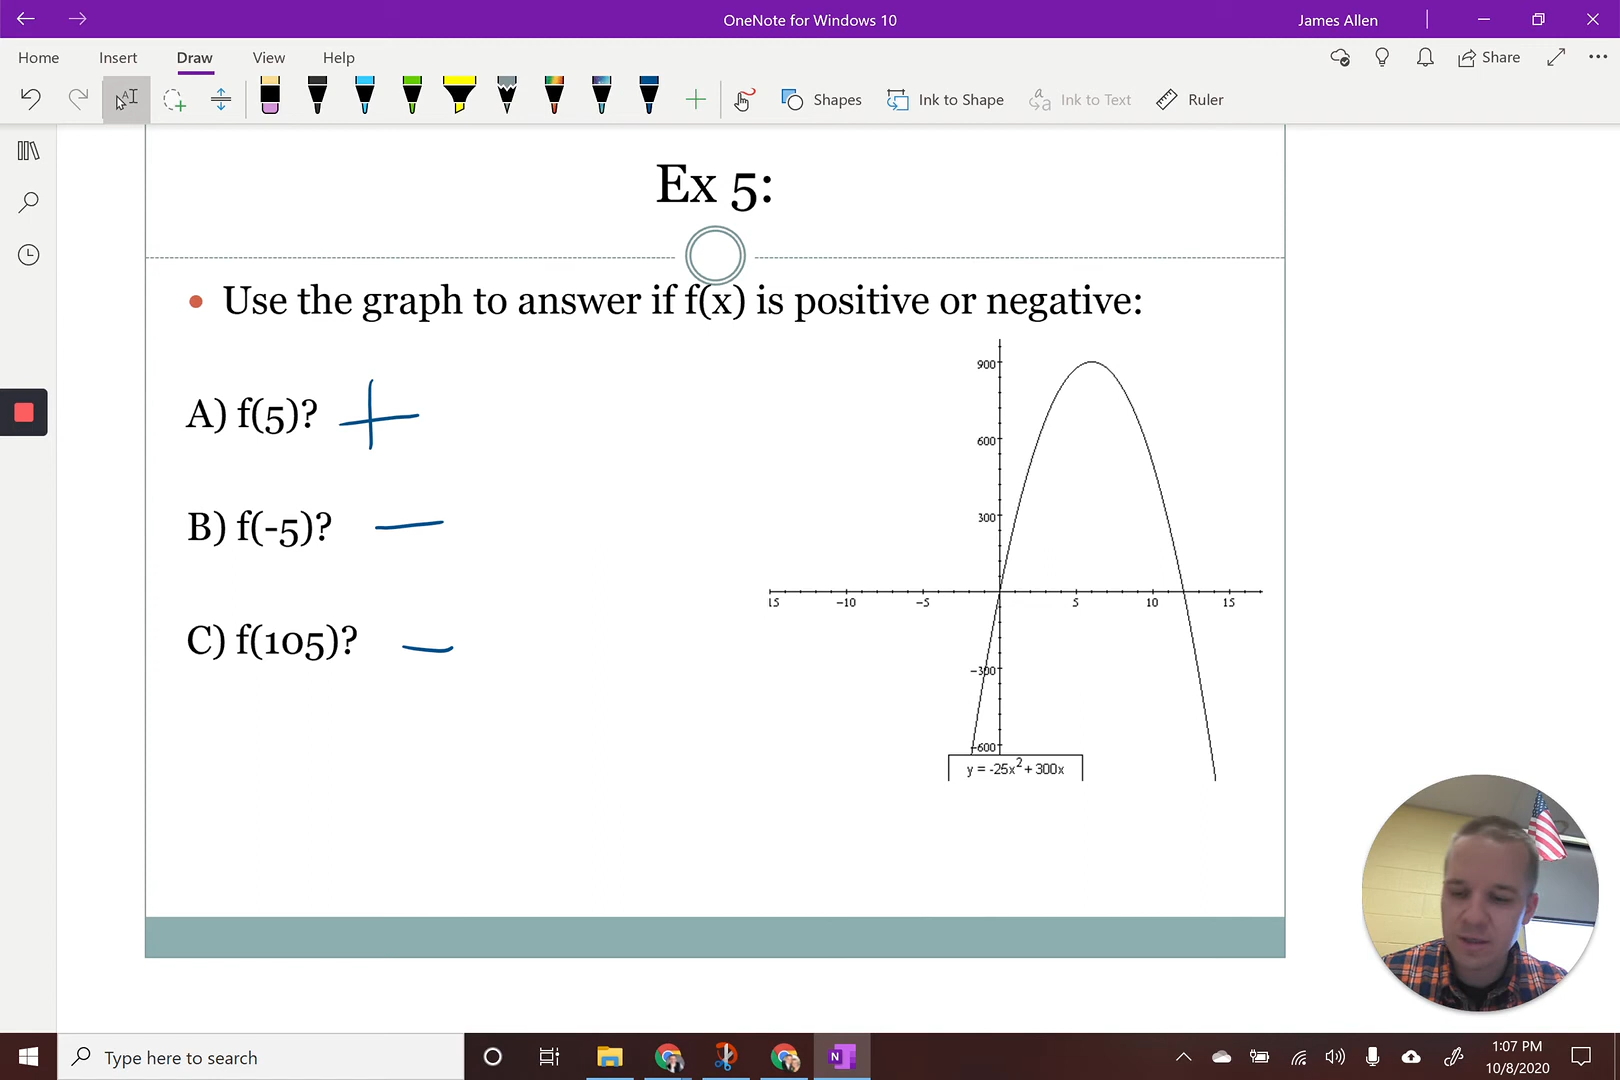 OneNote for Windows 10
James Allen
Home Insert Draw View Help
Share
Shapes Ink to Shape Ink to Text Ruler
Ex 5:
Use the graph to answer if f(x) is positive or negative:
A) f(5)? +
B) f(-5)? −
C) f(105)? −
900
600
300
15 −10 −5 5 10 15
−300
−600
y = -25x² + 300x
Type here to search
1:07 PM
10/8/2020